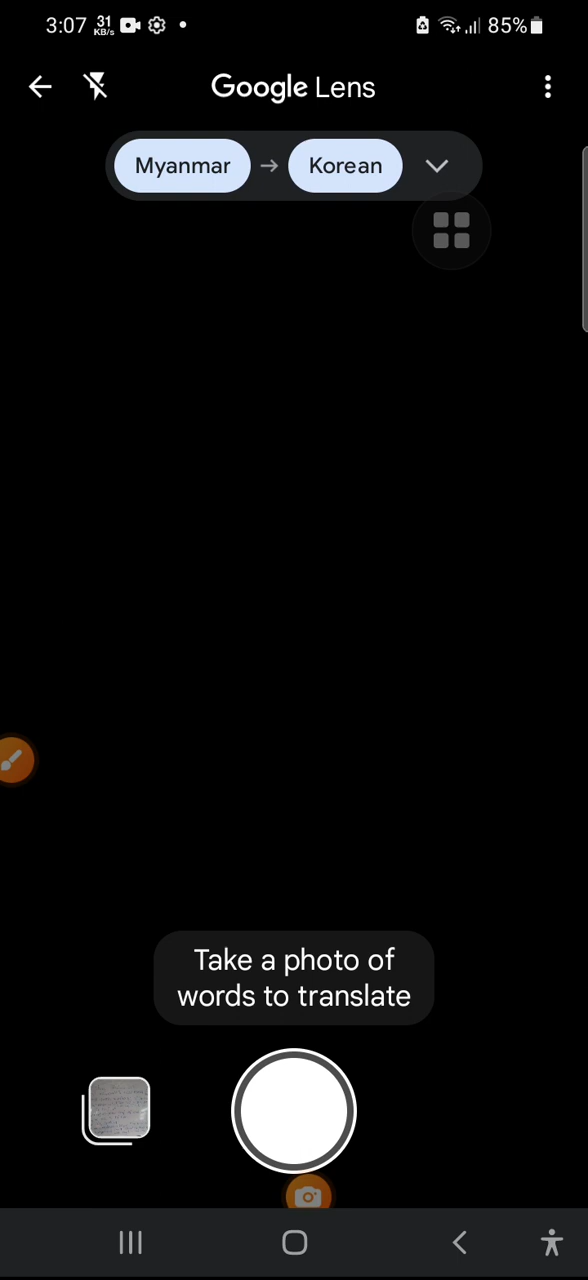 3:07 31 KB/s 85%
Google Lens
Myanmar → Korean
Take a photo of
words to translate